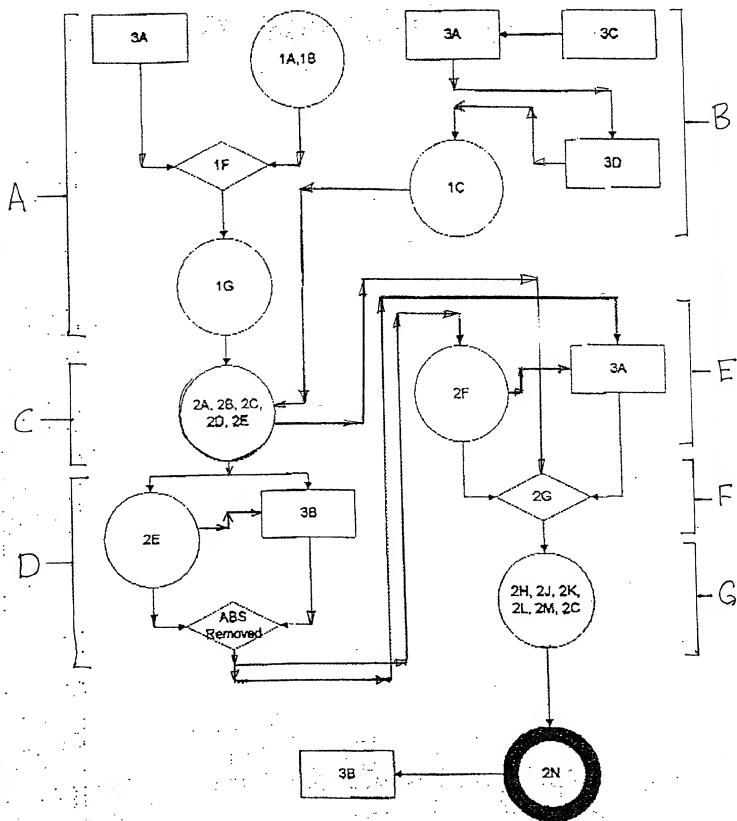 3A
1A,1B
3A
3C
B
1F
3D
A
1C
1G
3A
E
2A, 2B, 2C,
2D, 2E
2F
C
2G
F
3B
2E
D
2H, 2J, 2K,
2L, 2M, 2C
G
ABS
Removed
3B
2N